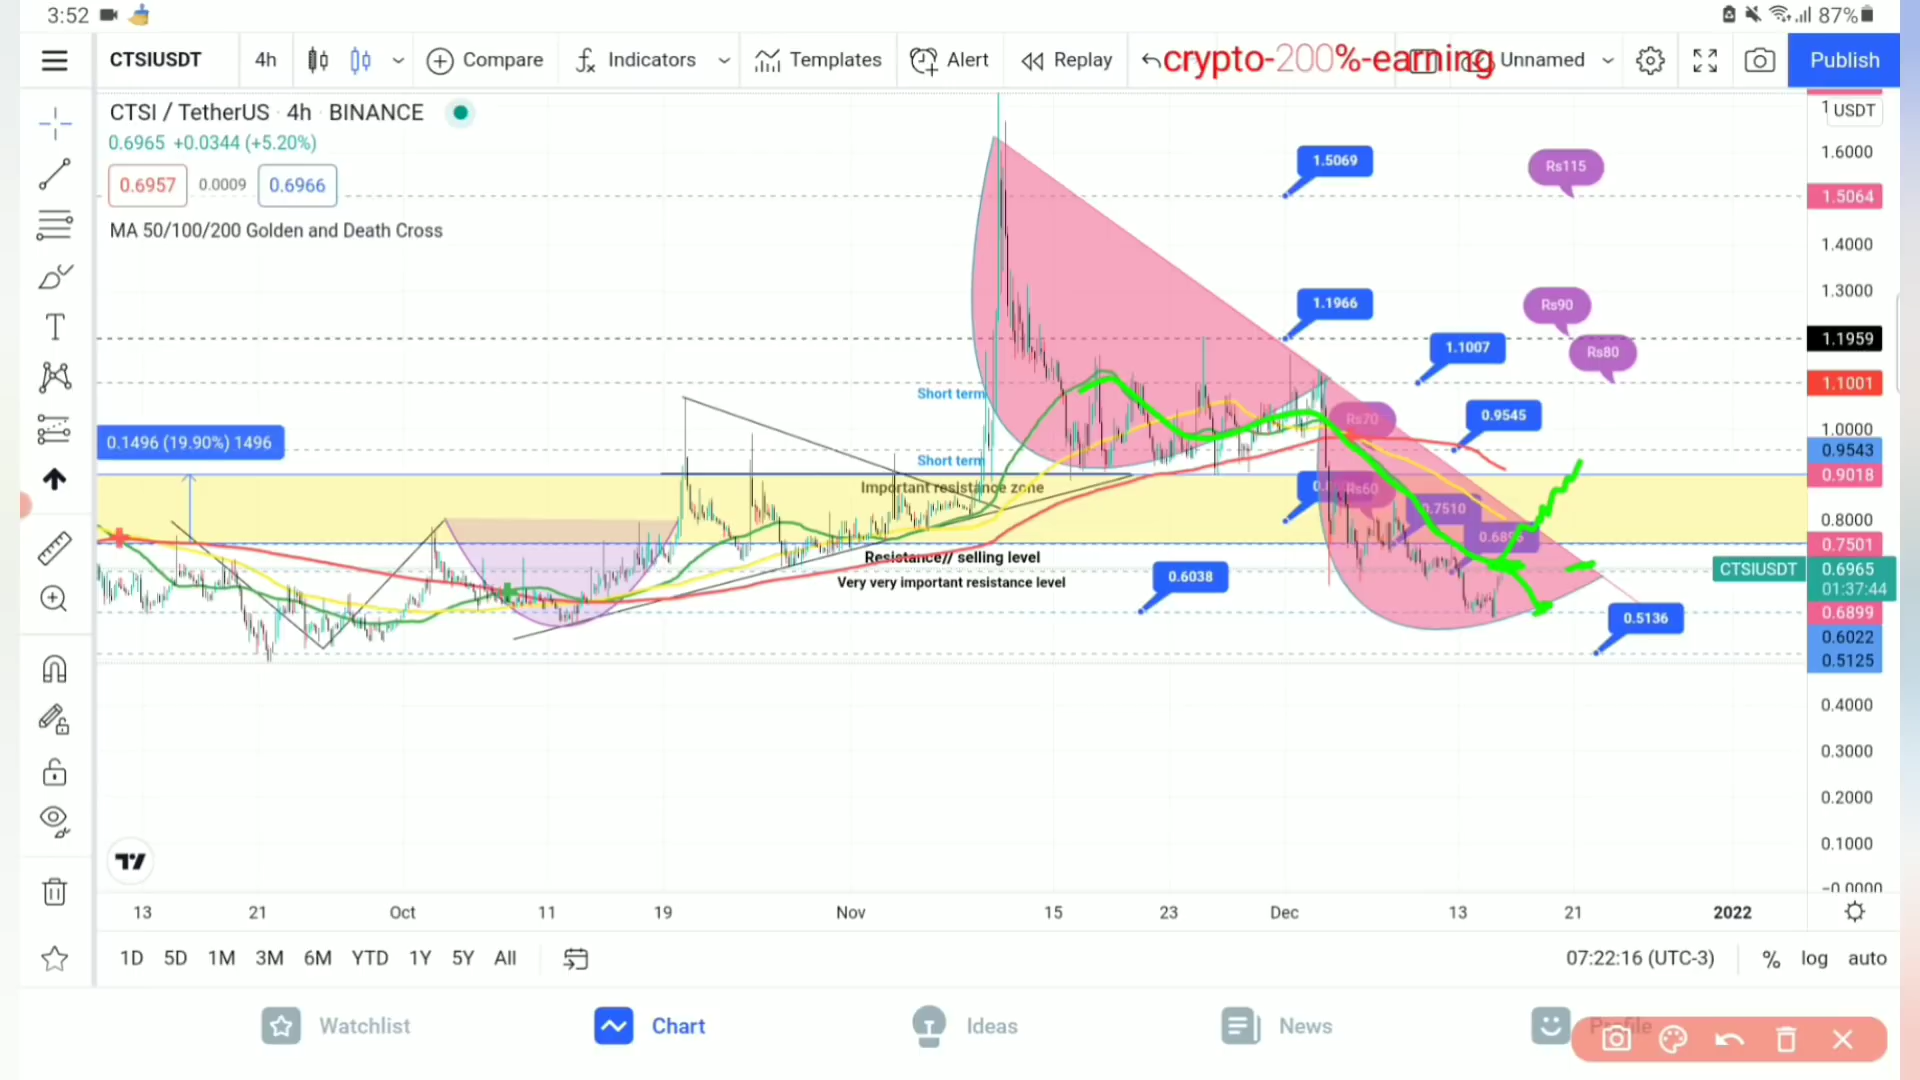 3:52
87%
CTSIUSDT 4h Compare Indicators Templates Alert Replay Unnamed Publish
crypto-200%-earning
CTSI / TetherUS · 4h · BINANCE
0.6965 +0.0344 (+5.20%)
0.6957 0.0009 0.6966
MA 50/100/200 Golden and Death Cross
USDT
1.6000
1.5064
1.4000
1.3000
1.1959
1.1001
1.0000
0.9543
0.9018
0.8000
0.7501
CTSIUSDT 0.6965
01:37:44
0.6899
0.6022
0.5125
0.4000
0.3000
0.2000
0.1000
-0.0000
1.5069
Rs115
1.1966
Rs90
1.1007
Rs80
Short term
0.9545
Rs70
0.1496 (19.90%) 1496
Short term
Important resistance zone
Rs60
0.7510
Resistance// selling level
Very very important resistance level
0.6038
0.5136
13 21 Oct 11 19 Nov 15 23 Dec 13 21 2022
1D 5D 1M 3M 6M YTD 1Y 5Y All
07:22:16 (UTC-3) % log auto
Watchlist Chart Ideas News Profile